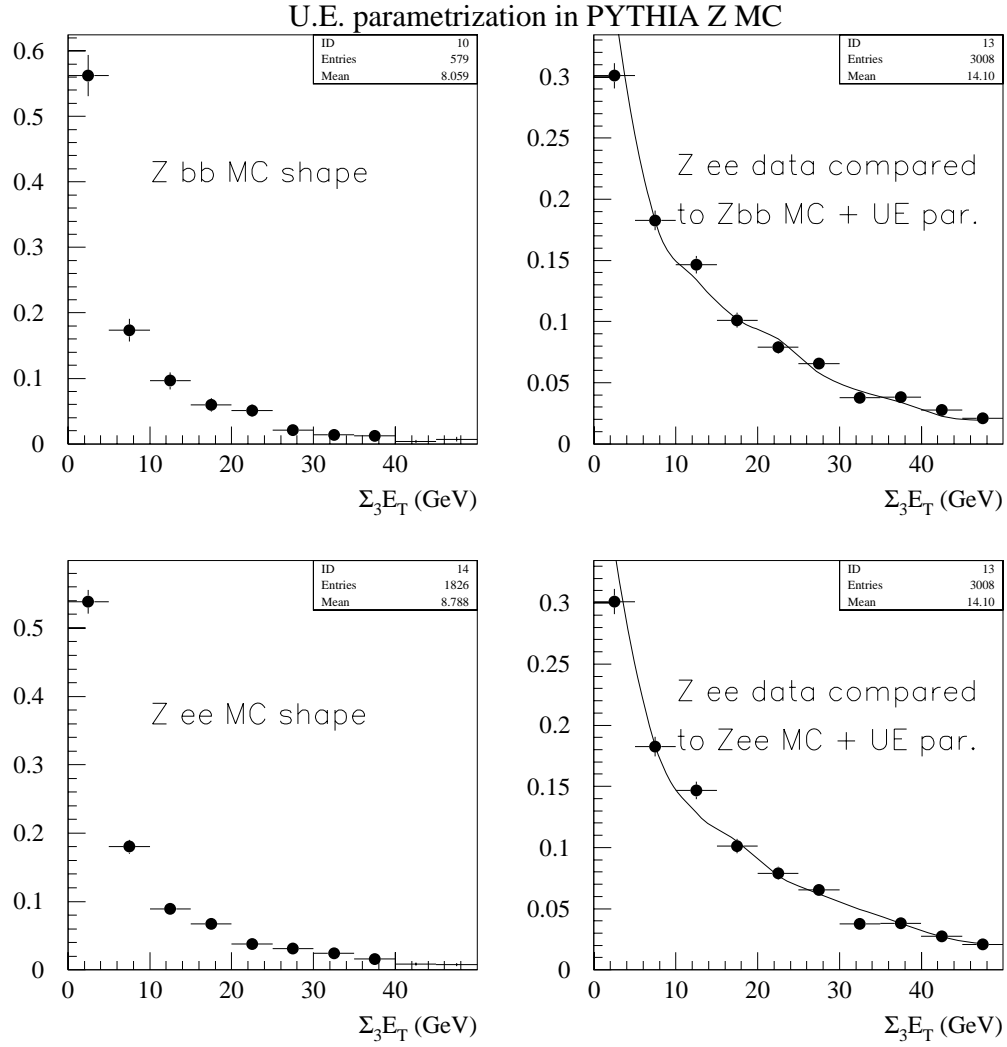 U.E. parametrization in PYTHIA Z MC
ID 10
Entries 579
Mean 8.059
Z bb MC shape
0.6
0.5
0.4
0.3
0.2
0.1
0
0 10 20 30 40
Σ₃E_T (GeV)
ID 13
Entries 3008
Mean 14.10
Z ee data compared
to Zbb MC + UE par.
0.3
0.25
0.2
0.15
0.1
0.05
0
0 10 20 30 40
Σ₃E_T (GeV)
ID 14
Entries 1826
Mean 8.788
Z ee MC shape
0.5
0.4
0.3
0.2
0.1
0
0 10 20 30 40
Σ₃E_T (GeV)
ID 13
Entries 3008
Mean 14.10
Z ee data compared
to Zee MC + UE par.
0.3
0.25
0.2
0.15
0.1
0.05
0
0 10 20 30 40
Σ₃E_T (GeV)